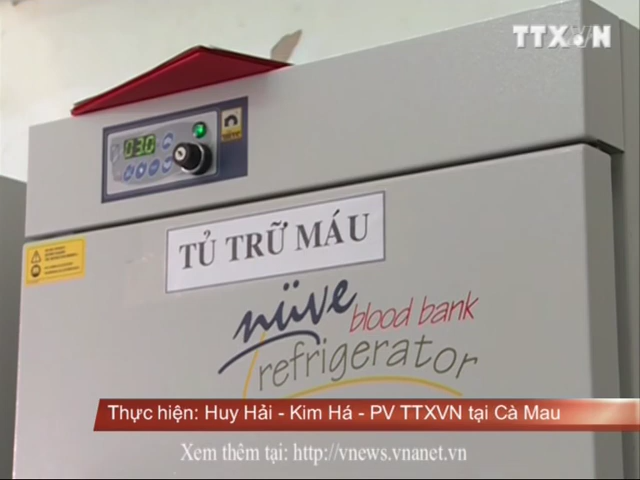 TTXVN
03.0
TỦ TRỮ MÁU
nüve blood bank
refrigerator
Thực hiện: Huy Hải - Kim Há - PV TTXVN tại Cà Mau
Xem thêm tại: http://vnews.vnanet.vn